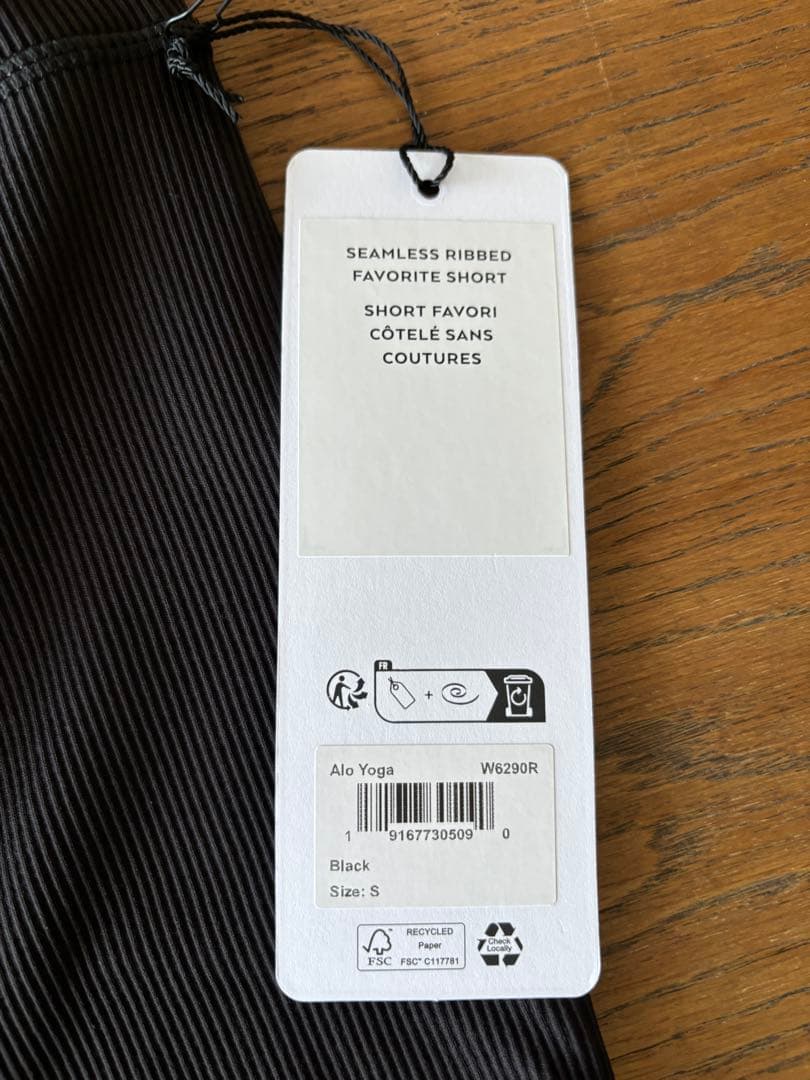 SEAMLESS RIBBED
FAVORITE SHORT
SHORT FAVORI
CÔTELÉ SANS
COUTURES
FR
+
Alo Yoga W6290R
1 9167730509 0
Black
Size: S
FSC™ RECYCLED
Paper
FSC® C117781
Check
Locally